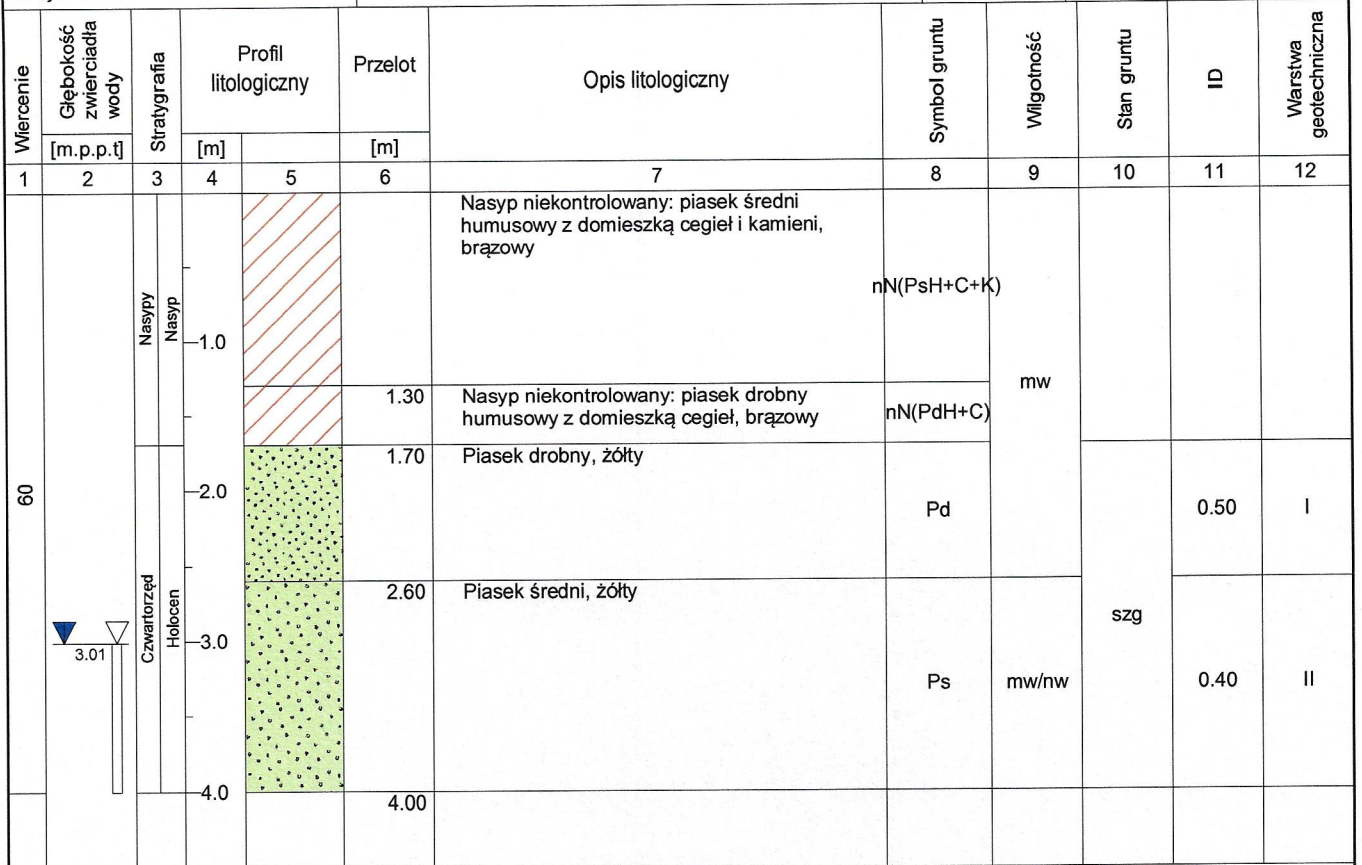 Wiercenie
Głębokość
zwierciadła
wody
[m.p.p.t]
Stratygrafia
Profil
litologiczny
[m]
Przelot
[m]
Opis litologiczny
Symbol gruntu
Wilgotność
Stan gruntu
ID
Warstwa
geotechniczna
1 2 3 4 5 6 7 8 9 10 11 12
Nasyp niekontrolowany: piasek średni
humusowy z domieszką cegieł i kamieni,
brązowy
nN(PsH+C+K)
Nasypy
Nasyp
1.0
mw
1.30
Nasyp niekontrolowany: piasek drobny
humusowy z domieszką cegieł, brązowy
nN(PdH+C)
1.70
Piasek drobny, żółty
60
2.0
Pd
0.50
I
2.60
Piasek średni, żółty
szg
Czwartorzęd
Holocen
3.01
3.0
Ps
mw/nw
0.40
II
4.0
4.00